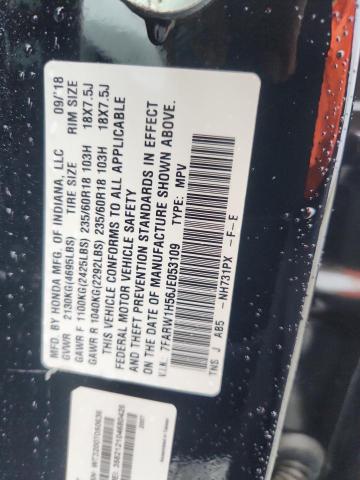 MFD. BY HONDA MFG. OF INDIANA, LLC 09/'18
GVWR 2130KG(4695LBS) TIRE SIZE RIM SIZE
GAWR F 1100KG(2425LBS) 235/60R18 103H 18X7.5J
GAWR R 1040KG(2292LBS) 235/60R18 103H 18X7.5J
THIS VEHICLE CONFORMS TO ALL APPLICABLE
FEDERAL MOTOR VEHICLE SAFETY
AND THEFT PREVENTION STANDARDS IN EFFECT
ON THE DATE OF MANUFACTURE SHOWN ABOVE.
V.I.N. 7FARW1H56JE053109 TYPE: MPV
TNS J AB5 -NH731PX -F-E